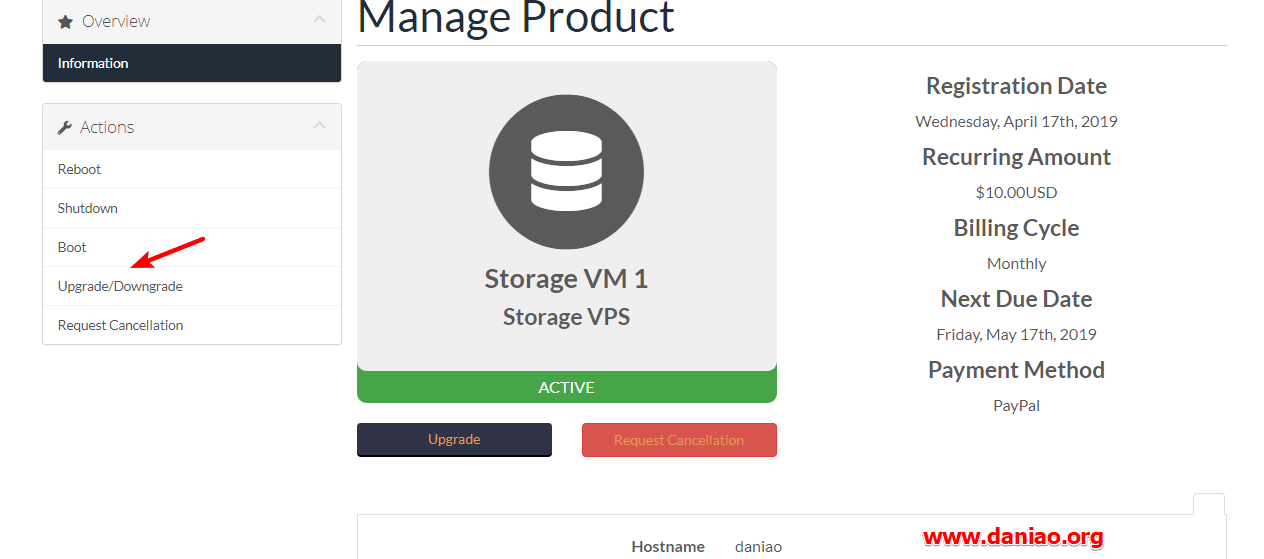 Overview
Information
Actions
Reboot
Shutdown
Boot
Upgrade/Downgrade
Request Cancellation
Manage Product
Storage VM 1
Storage VPS
ACTIVE
Upgrade
Request Cancellation
Registration Date
Wednesday, April 17th, 2019
Recurring Amount
$10.00USD
Billing Cycle
Monthly
Next Due Date
Friday, May 17th, 2019
Payment Method
PayPal
Hostname daniao
www.daniao.org